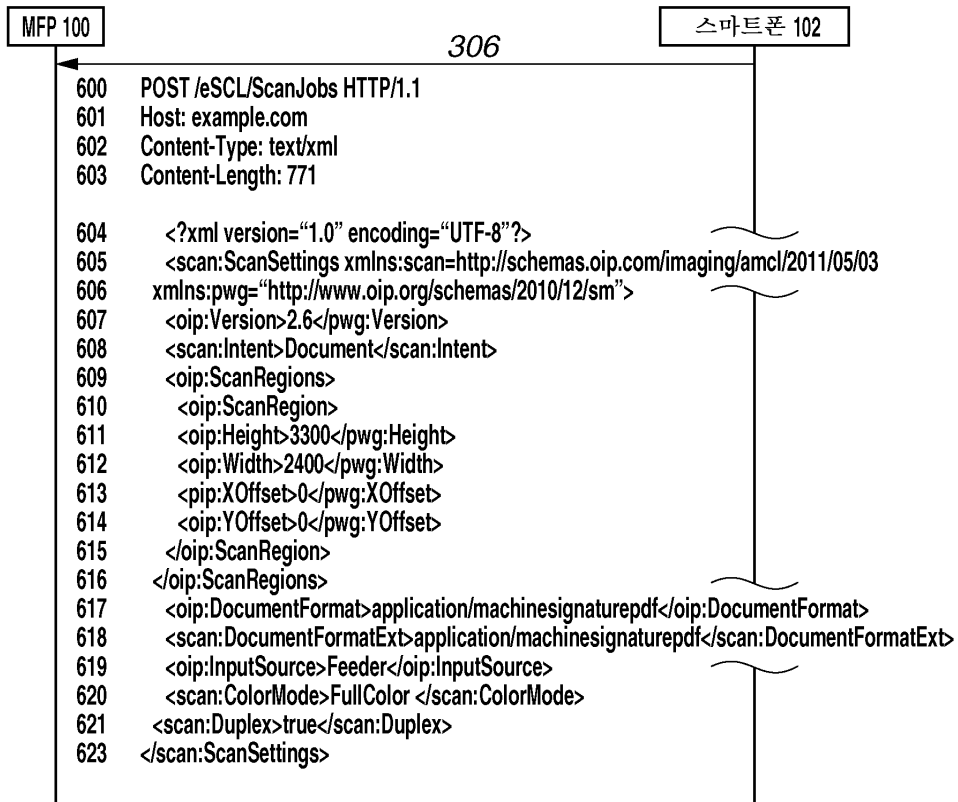 MFP 100
스마트폰 102
306
600 POST /eSCL/ScanJobs HTTP/1.1
601 Host: example.com
602 Content-Type: text/xml
603 Content-Length: 771
604 <?xml version=“1.0” encoding=“UTF-8”?>
605 <scan:ScanSettings xmlns:scan=http://schemas.oip.com/imaging/amcl/2011/05/03
606 xmlns:pwg=“http://www.oip.org/schemas/2010/12/sm”>
607 <oip:Version>2.6</pwg:Version>
608 <scan:Intent>Document</scan:Intent>
609 <oip:ScanRegions>
610 <oip:ScanRegion>
611 <oip:Height>3300</pwg:Height>
612 <oip:Width>2400</pwg:Width>
613 <pip:XOffset>0</pwg:XOffset>
614 <oip:YOffset>0</pwg:YOffset>
615 </oip:ScanRegion>
616 </oip:ScanRegions>
617 <oip:DocumentFormat>application/machinesignaturepdf</oip:DocumentFormat>
618 <scan:DocumentFormatExt>application/machinesignaturepdf</scan:DocumentFormatExt>
619 <oip:InputSource>Feeder</oip:InputSource>
620 <scan:ColorMode>FullColor </scan:ColorMode>
621 <scan:Duplex>true</scan:Duplex>
623 </scan:ScanSettings>